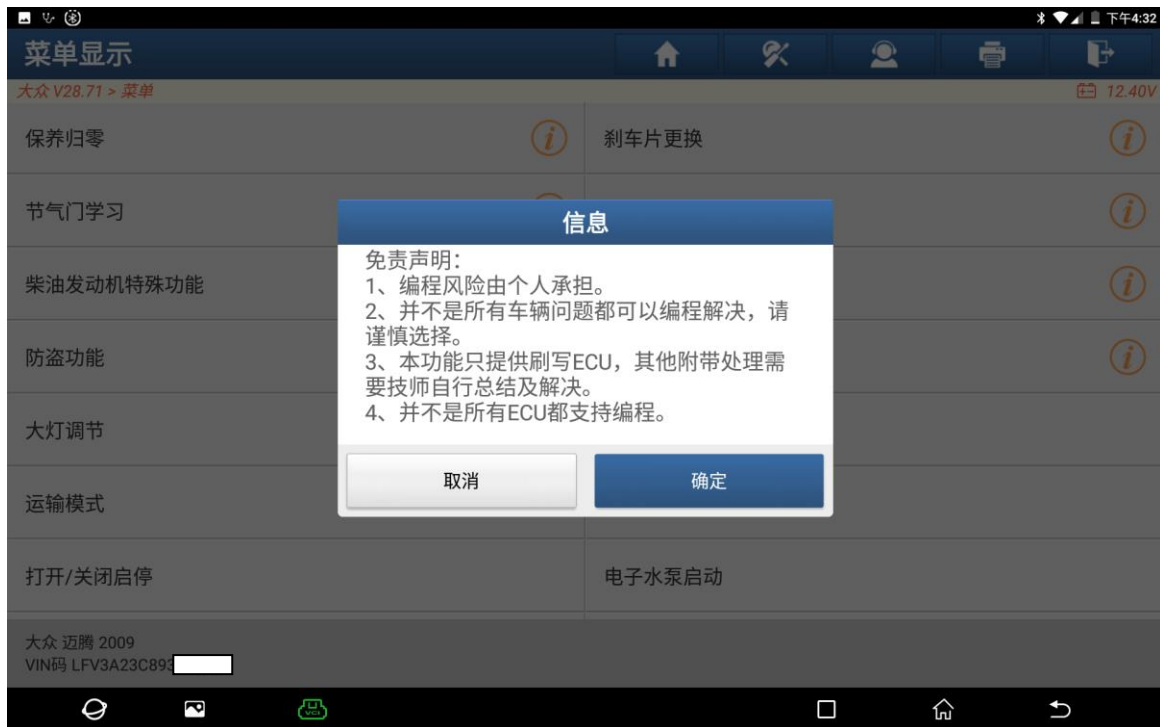 下午4:32
菜单显示
大众 V28.71 > 菜单
12.40V
保养归零
刹车片更换
节气门学习
柴油发动机特殊功能
防盗功能
大灯调节
运输模式
打开/关闭启停
电子水泵启动
信息
免责声明：
1、编程风险由个人承担。
2、并不是所有车辆问题都可以编程解决，请
谨慎选择。
3、本功能只提供刷写ECU，其他附带处理需
要技师自行总结及解决。
4、并不是所有ECU都支持编程。
取消
确定
大众 迈腾 2009
VIN码 LFV3A23C893
VCI